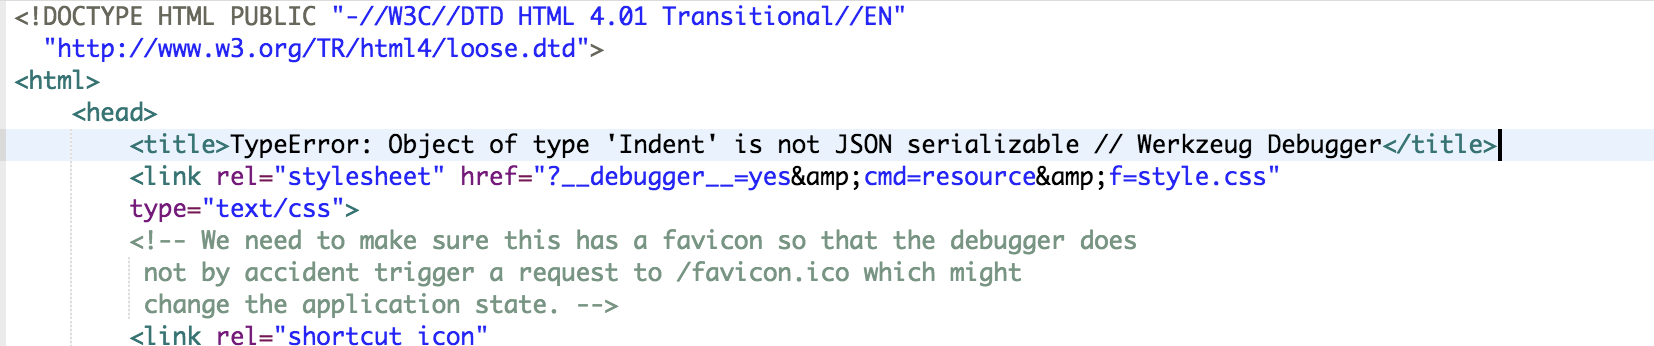 <!DOCTYPE HTML PUBLIC "-//W3C//DTD HTML 4.01 Transitional//EN"
"http://www.w3.org/TR/html4/loose.dtd">
<html>
<head>
<title>TypeError: Object of type 'Indent' is not JSON serializable // Werkzeug Debugger</title>
<link rel="stylesheet" href="?__debugger__=yes&amp;cmd=resource&amp;f=style.css"
type="text/css">
<!-- We need to make sure this has a favicon so that the debugger does
not by accident trigger a request to /favicon.ico which might
change the application state. -->
<link rel="shortcut icon"